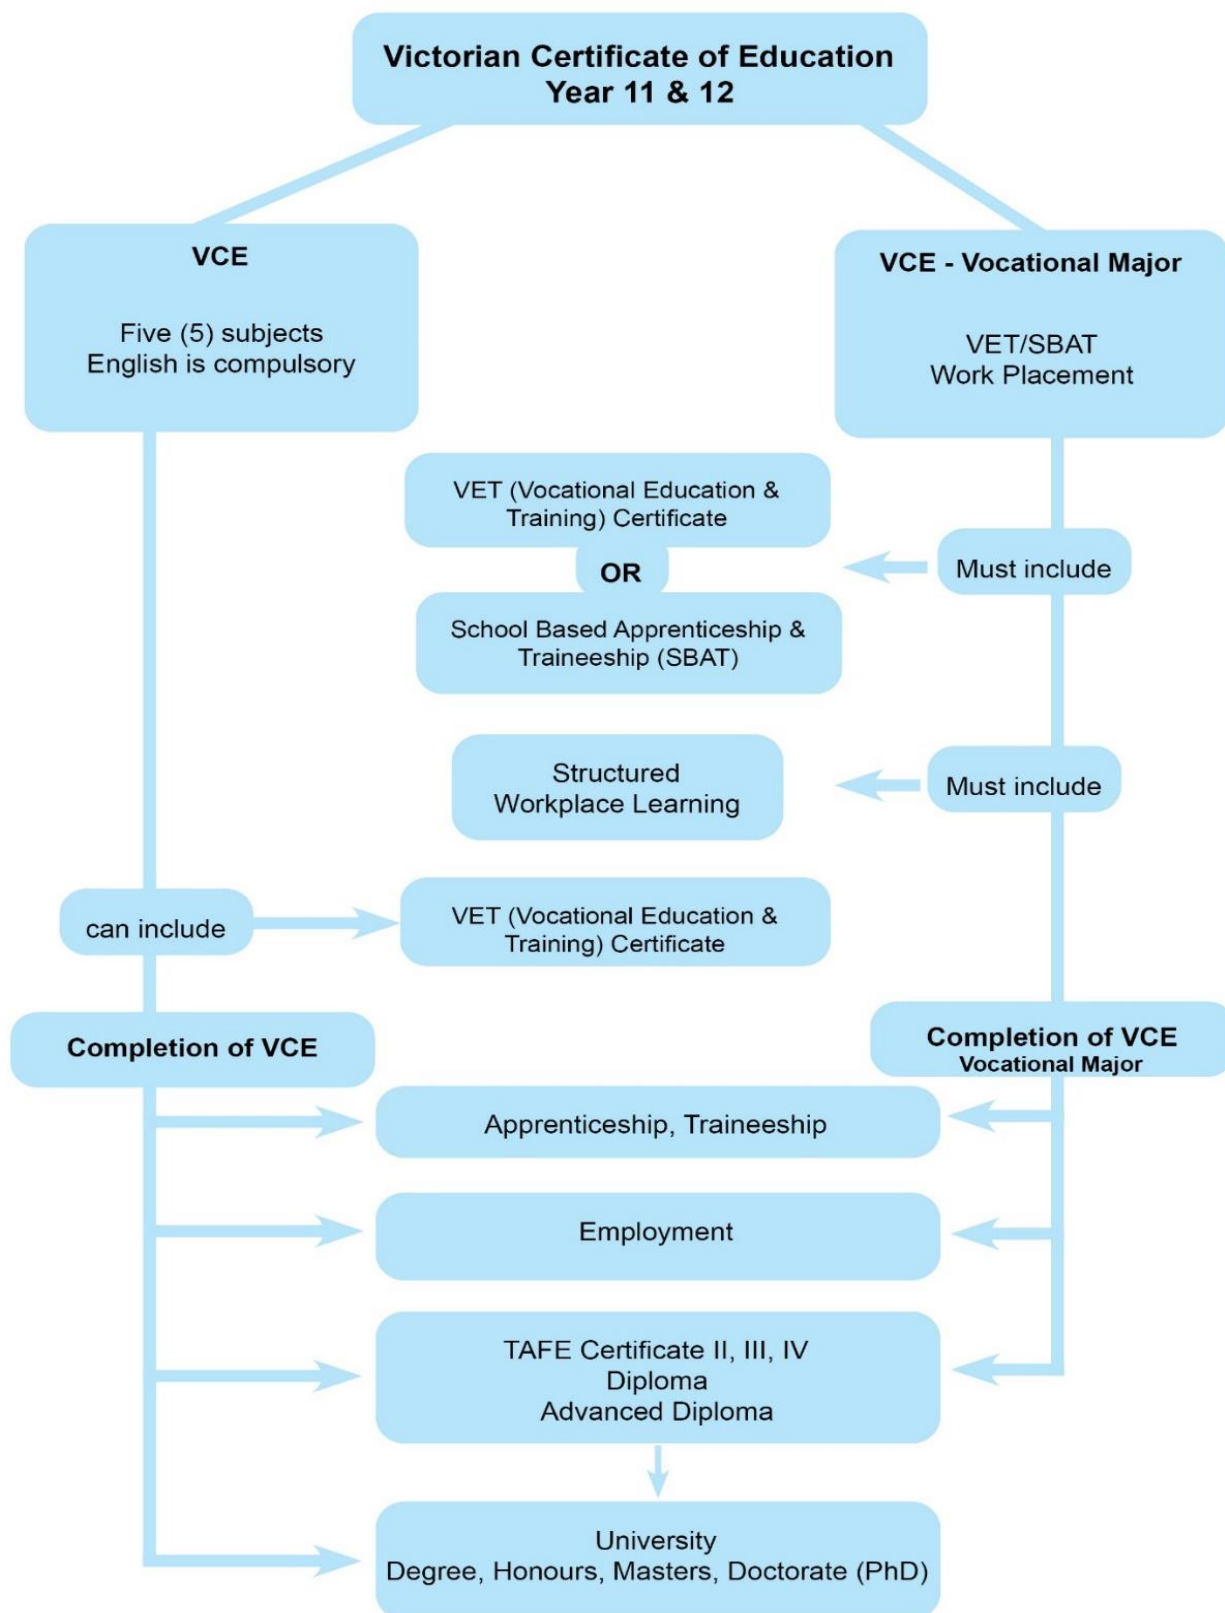 Victorian Certificate of Education
Year 11 & 12
VCE
Five (5) subjects
English is compulsory
VCE - Vocational Major
VET/SBAT
Work Placement
VET (Vocational Education &
Training) Certificate
OR
School Based Apprenticeship &
Traineeship (SBAT)
Must include
Structured
Workplace Learning
Must include
can include
VET (Vocational Education &
Training) Certificate
Completion of VCE
Completion of VCE
Vocational Major
Apprenticeship, Traineeship
Employment
TAFE Certificate II, III, IV
Diploma
Advanced Diploma
University
Degree, Honours, Masters, Doctorate (PhD)